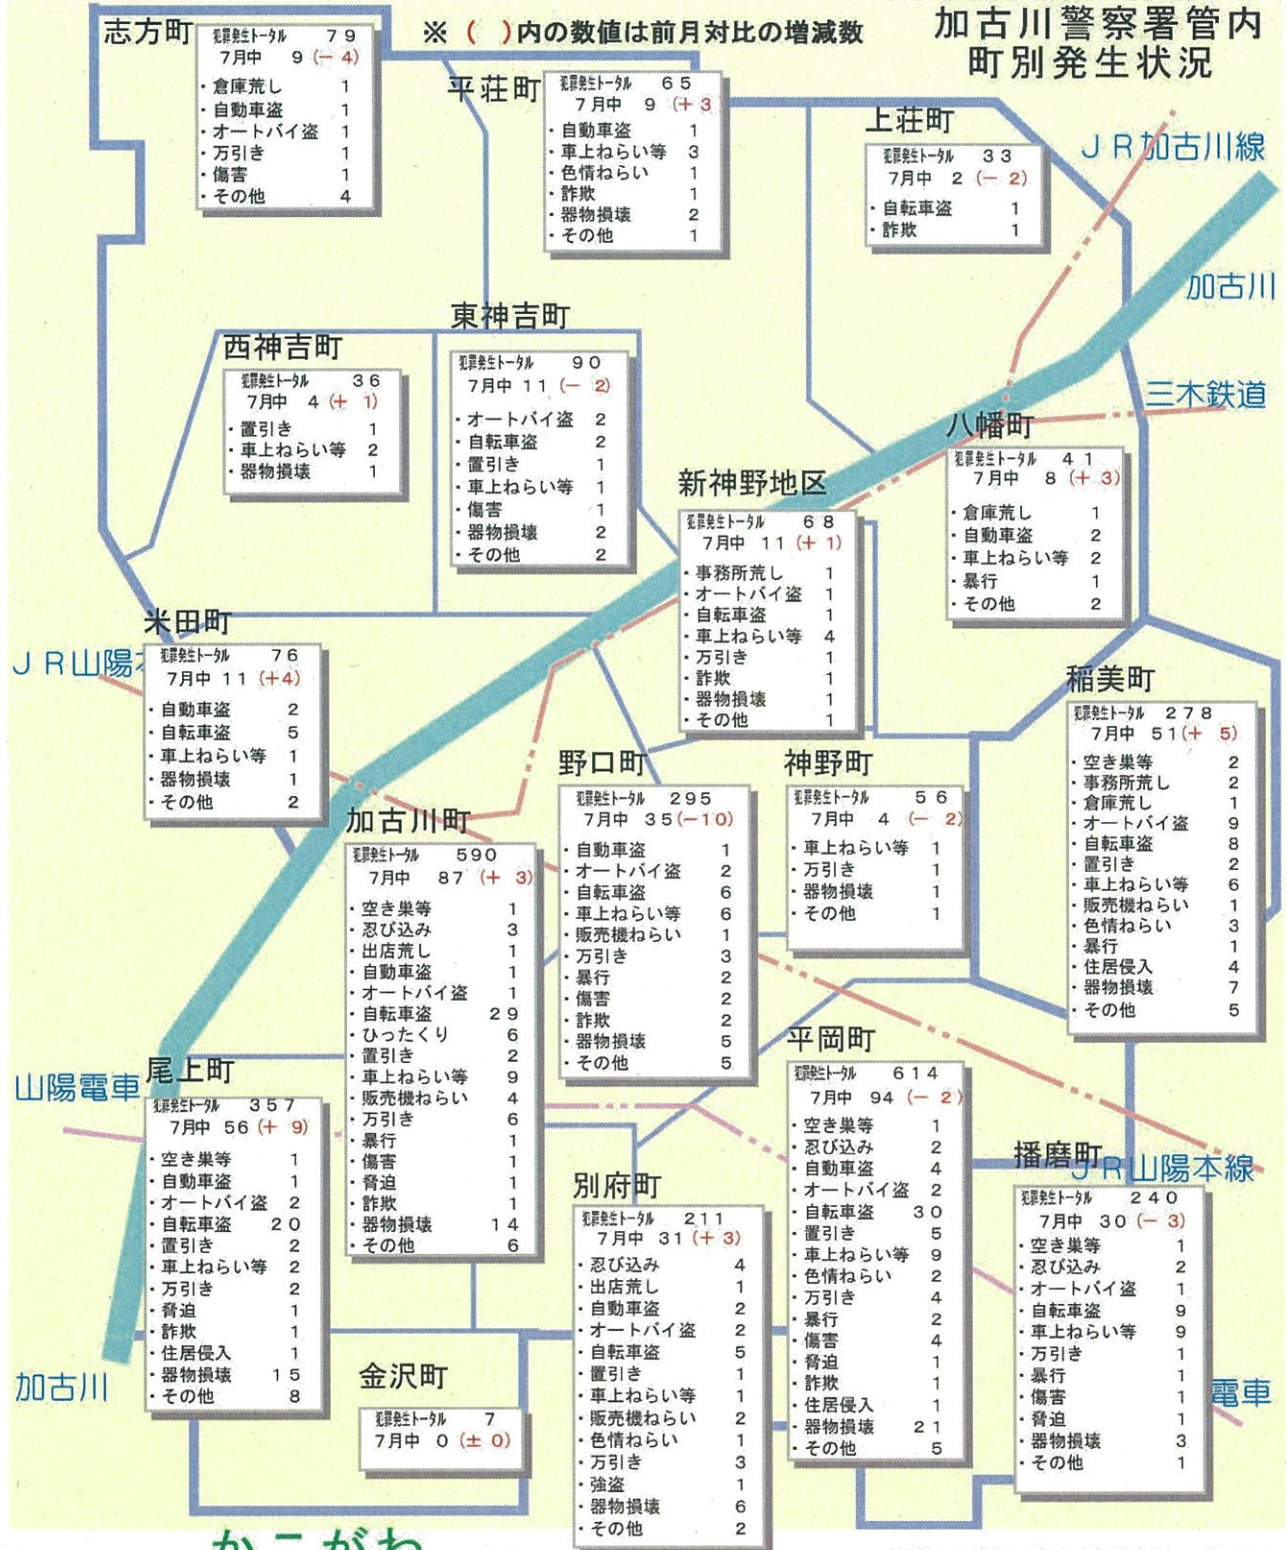 加古川警察署管内
町別発生状況
※（ ）内の数値は前月対比の増減数
志方町
犯罪発生トータル 79
7月中 9 (－4)
・倉庫荒し 1
・自動車盗 1
・オートバイ盗 1
・万引き 1
・傷害 1
・その他 4
平荘町
犯罪発生トータル 65
7月中 9 (＋3
・自動車盗 1
・車上ねらい等 3
・色情ねらい 1
・詐欺 1
・器物損壊 2
・その他 1
上荘町
犯罪発生トータル 33
7月中 2 (－2)
・自転車盗 1
・詐欺 1
JR加古川線
加古川
三木鉄道
西神吉町
犯罪発生トータル 36
7月中 4 (＋ 1)
・置引き 1
・車上ねらい等 2
・器物損壊 1
東神吉町
犯罪発生トータル 90
7月中 11 (－ 2)
・オートバイ盗 2
・自転車盗 2
・置引き 1
・車上ねらい等 1
・傷害 1
・器物損壊 2
・その他 2
八幡町
犯罪発生トータル 41
7月中 8 (＋ 3)
・倉庫荒し 1
・自動車盗 2
・車上ねらい等 2
・暴行 1
・その他 2
新神野地区
犯罪発生トータル 68
7月中 11 (＋ 1)
・事務所荒し 1
・オートバイ盗 1
・自転車盗 1
・車上ねらい等 4
・万引き 1
・詐欺 1
・器物損壊 1
・その他 1
米田町
JR山陽
犯罪発生トータル 76
7月中 11 (＋4)
・自動車盗 2
・自転車盗 5
・車上ねらい等 1
・器物損壊 1
・その他 2
稲美町
犯罪発生トータル 278
7月中 51(＋ 5)
・空き巣等 2
・事務所荒し 2
・倉庫荒し 1
・オートバイ盗 9
・自転車盗 8
・置引き 2
・車上ねらい等 6
・販売機ねらい 1
・色情ねらい 3
・暴行 1
・住居侵入 4
・器物損壊 7
・その他 5
野口町
犯罪発生トータル 295
7月中 35(－10)
・自動車盗 1
・オートバイ盗 2
・自転車盗 6
・車上ねらい等 6
・販売機ねらい 1
・万引き 3
・暴行 2
・傷害 2
・詐欺 2
・器物損壊 5
・その他 5
神野町
犯罪発生トータル 56
7月中 4 (－ 2)
・車上ねらい等 1
・万引き 1
・器物損壊 1
・その他 1
加古川町
犯罪発生トータル 590
7月中 87 (＋ 3)
・空き巣等 1
・忍び込み 3
・出店荒し 1
・自動車盗 1
・オートバイ盗 1
・自転車盗 29
・ひったくり 6
・置引き 2
・車上ねらい等 9
・販売機ねらい 4
・万引き 6
・暴行 1
・傷害 1
・脅迫 1
・詐欺 1
・器物損壊 14
・その他 6
平岡町
犯罪発生トータル 614
7月中 94 (－ 2)
・空き巣等 1
・忍び込み 2
・自動車盗 4
・オートバイ盗 2
・自転車盗 30
・置引き 5
・車上ねらい等 9
・色情ねらい 2
・万引き 4
・暴行 2
・傷害 4
・脅迫 1
・詐欺 1
・住居侵入 1
・器物損壊 21
・その他 5
山陽電車
尾上町
犯罪発生トータル 357
7月中 56 (＋ 9)
・空き巣等 1
・自動車盗 1
・オートバイ盗 2
・自転車盗 20
・置引き 2
・車上ねらい等 2
・万引き 2
・脅迫 1
・詐欺 1
・住居侵入 1
・器物損壊 15
・その他 8
JR山陽本線
播磨町
犯罪発生トータル 240
7月中 30 (－ 3)
・空き巣等 1
・忍び込み 2
・オートバイ盗 1
・自転車盗 9
・車上ねらい等 9
・万引き 1
・暴行 1
・傷害 1
・脅迫 1
・器物損壊 3
・その他 1
電車
別府町
犯罪発生トータル 211
7月中 31 (＋ 3)
・忍び込み 4
・出店荒し 1
・自動車盗 2
・オートバイ盗 2
・自転車盗 5
・置引き 1
・車上ねらい等 1
・販売機ねらい 2
・色情ねらい 1
・万引き 3
・強盗 1
・器物損壊 6
・その他 2
加古川
金沢町
犯罪発生トータル 7
7月中 0 (± 0)
かこがわ